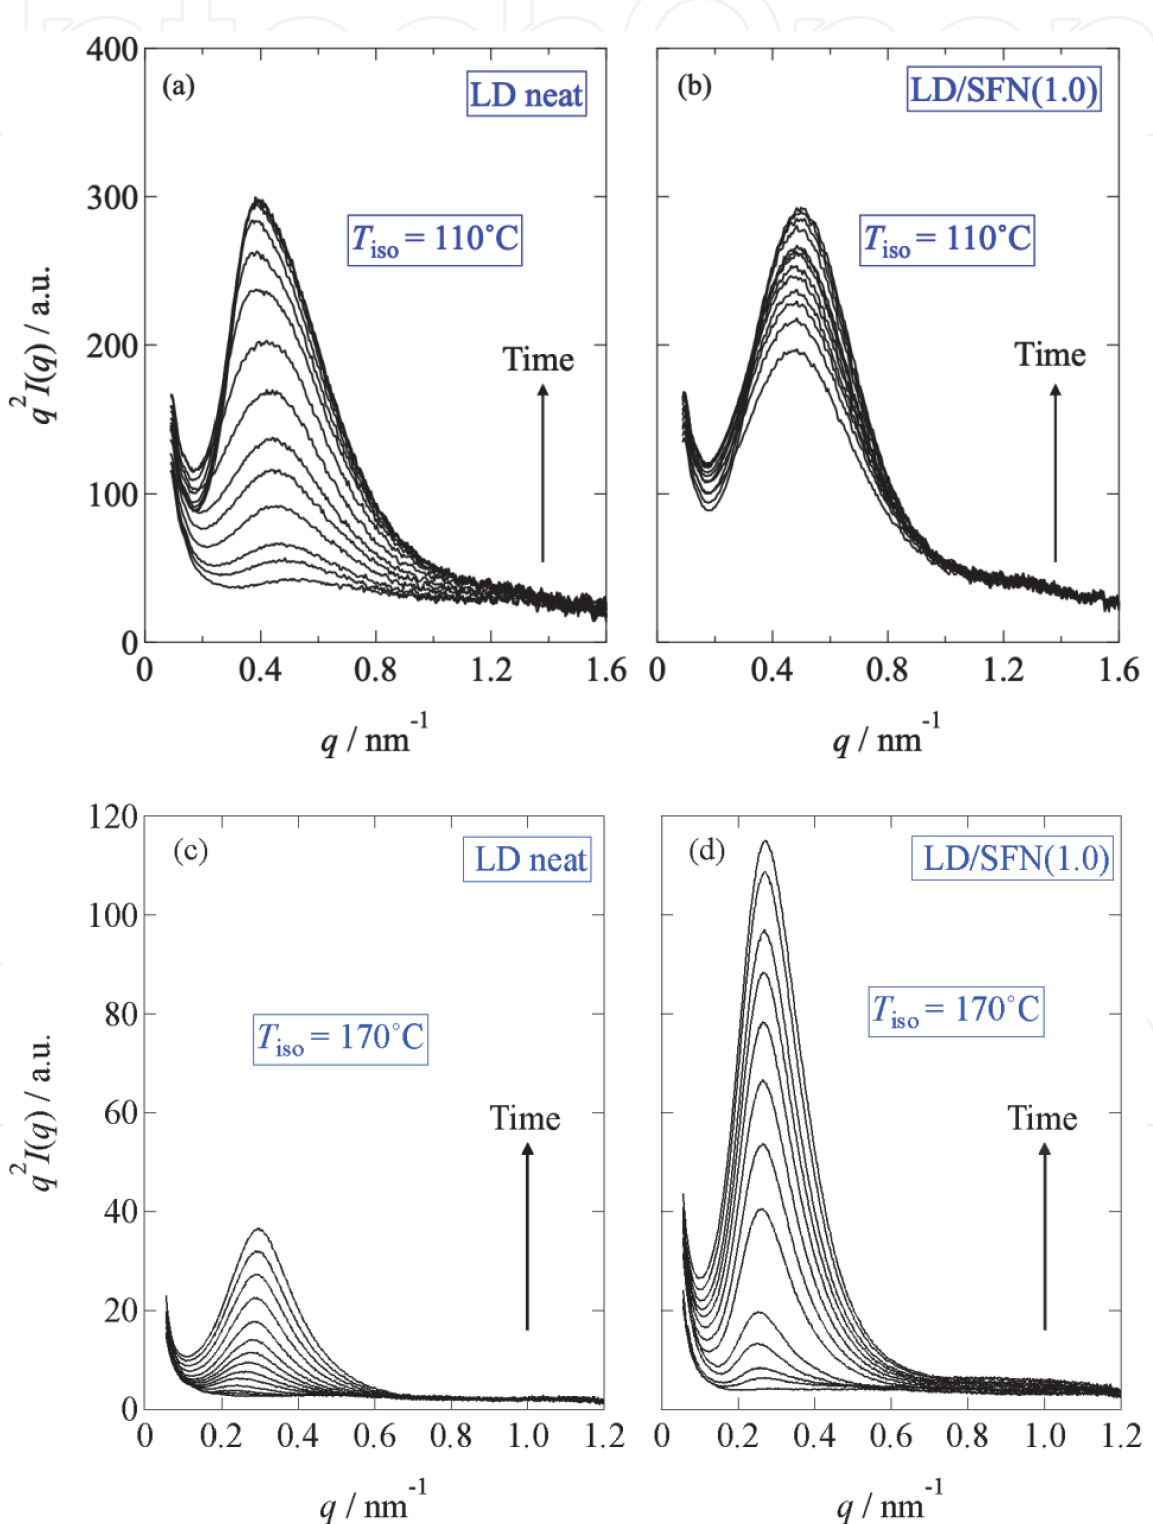 (a) LD neat
T_iso = 110°C
Time
400
300
200
100
0
0 0.4 0.8 1.2 1.6
q²I(q) / a.u.
q / nm⁻¹
(b) LD/SFN(1.0)
T_iso = 110°C
Time
0 0.4 0.8 1.2 1.6
q / nm⁻¹
(c) LD neat
T_iso = 170°C
Time
120
100
80
60
40
20
0
0 0.2 0.4 0.6 0.8 1.0 1.2
q²I(q) / a.u.
q / nm⁻¹
(d) LD/SFN(1.0)
T_iso = 170°C
Time
0 0.2 0.4 0.6 0.8 1.0 1.2
q / nm⁻¹